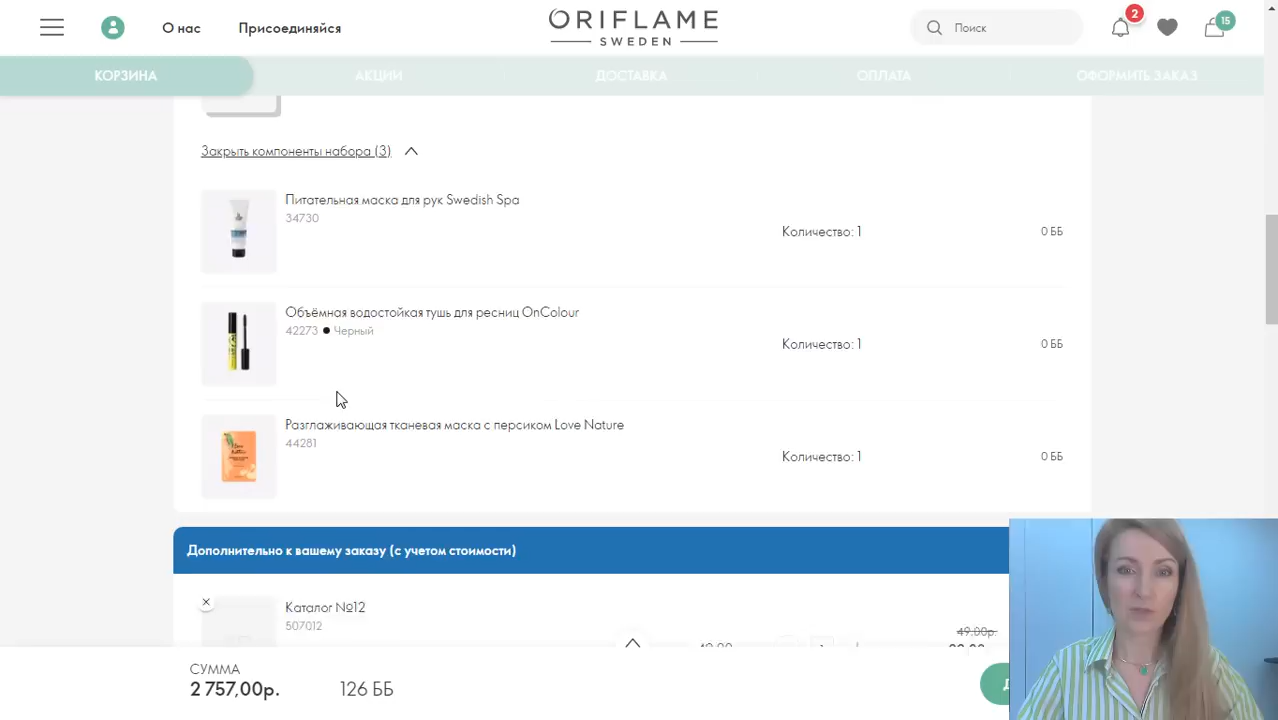 О нас
Присоединяйся
ORIFLAME
SWEDEN
Поиск
2
15
КОРЗИНА
АКЦИИ
ДОСТАВКА
ОПЛАТА
ОФОРМИТЬ ЗАКАЗ
Закрыть компоненты набора (3)
Питательная маска для рук Swedish Spa
34730
Количество: 1
0 ББ
Объёмная водостойкая тушь для ресниц OnColour
42273 Черный
Количество: 1
0 ББ
Разглаживающая тканевая маска с персиком Love Nature
44281
Количество: 1
0 ББ
Дополнительно к вашему заказу (с учетом стоимости)
Каталог №12
507012
49.00р.
СУММА
2 757,00р.
126 ББ